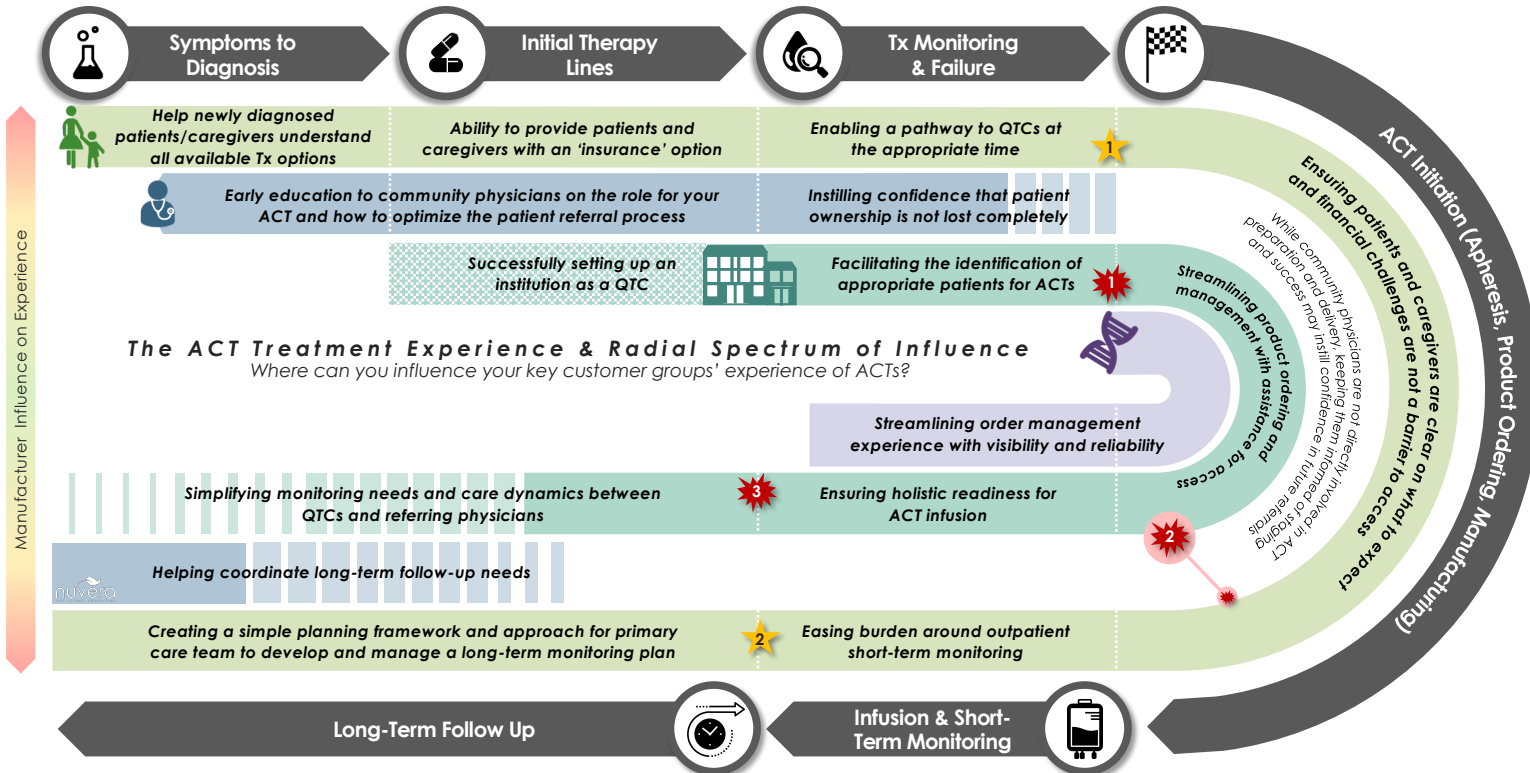 Symptoms to
Diagnosis
Initial Therapy
Lines
Tx Monitoring
& Failure
ACT Initiation (Apheresis, Product Ordering, Manufacturing)
Manufacturer Influence on Experience
Help newly diagnosed
patients/caregivers understand
all available Tx options
Ability to provide patients and
caregivers with an ‘insurance’ option
Enabling a pathway to QTCs at
the appropriate time
1
Ensuring patients and caregivers are clear on what to expect
and financial challenges are not a barrier to access
Early education to community physicians on the role for your
ACT and how to optimize the patient referral process
Instilling confidence that patient
ownership is not lost completely
While community physicians are not directly involved in ACT
preparation and delivery, keeping them informed of staging
and success may instill confidence in future referrals
Successfully setting up an
institution as a QTC
Facilitating the identification of
appropriate patients for ACTs
1
Streamlining product ordering and
management with assistance for access
The ACT Treatment Experience & Radial Spectrum of Influence
Where can you influence your key customer groups’ experience of ACTs?
Streamlining order management
experience with visibility and reliability
Simplifying monitoring needs and care dynamics between
QTCs and referring physicians
3
Ensuring holistic readiness for
ACT infusion
2
Helping coordinate long-term follow-up needs
nuvera
Creating a simple planning framework and approach for primary
care team to develop and manage a long-term monitoring plan
2
Easing burden around outpatient
short-term monitoring
Long-Term Follow Up
Infusion & Short-
Term Monitoring